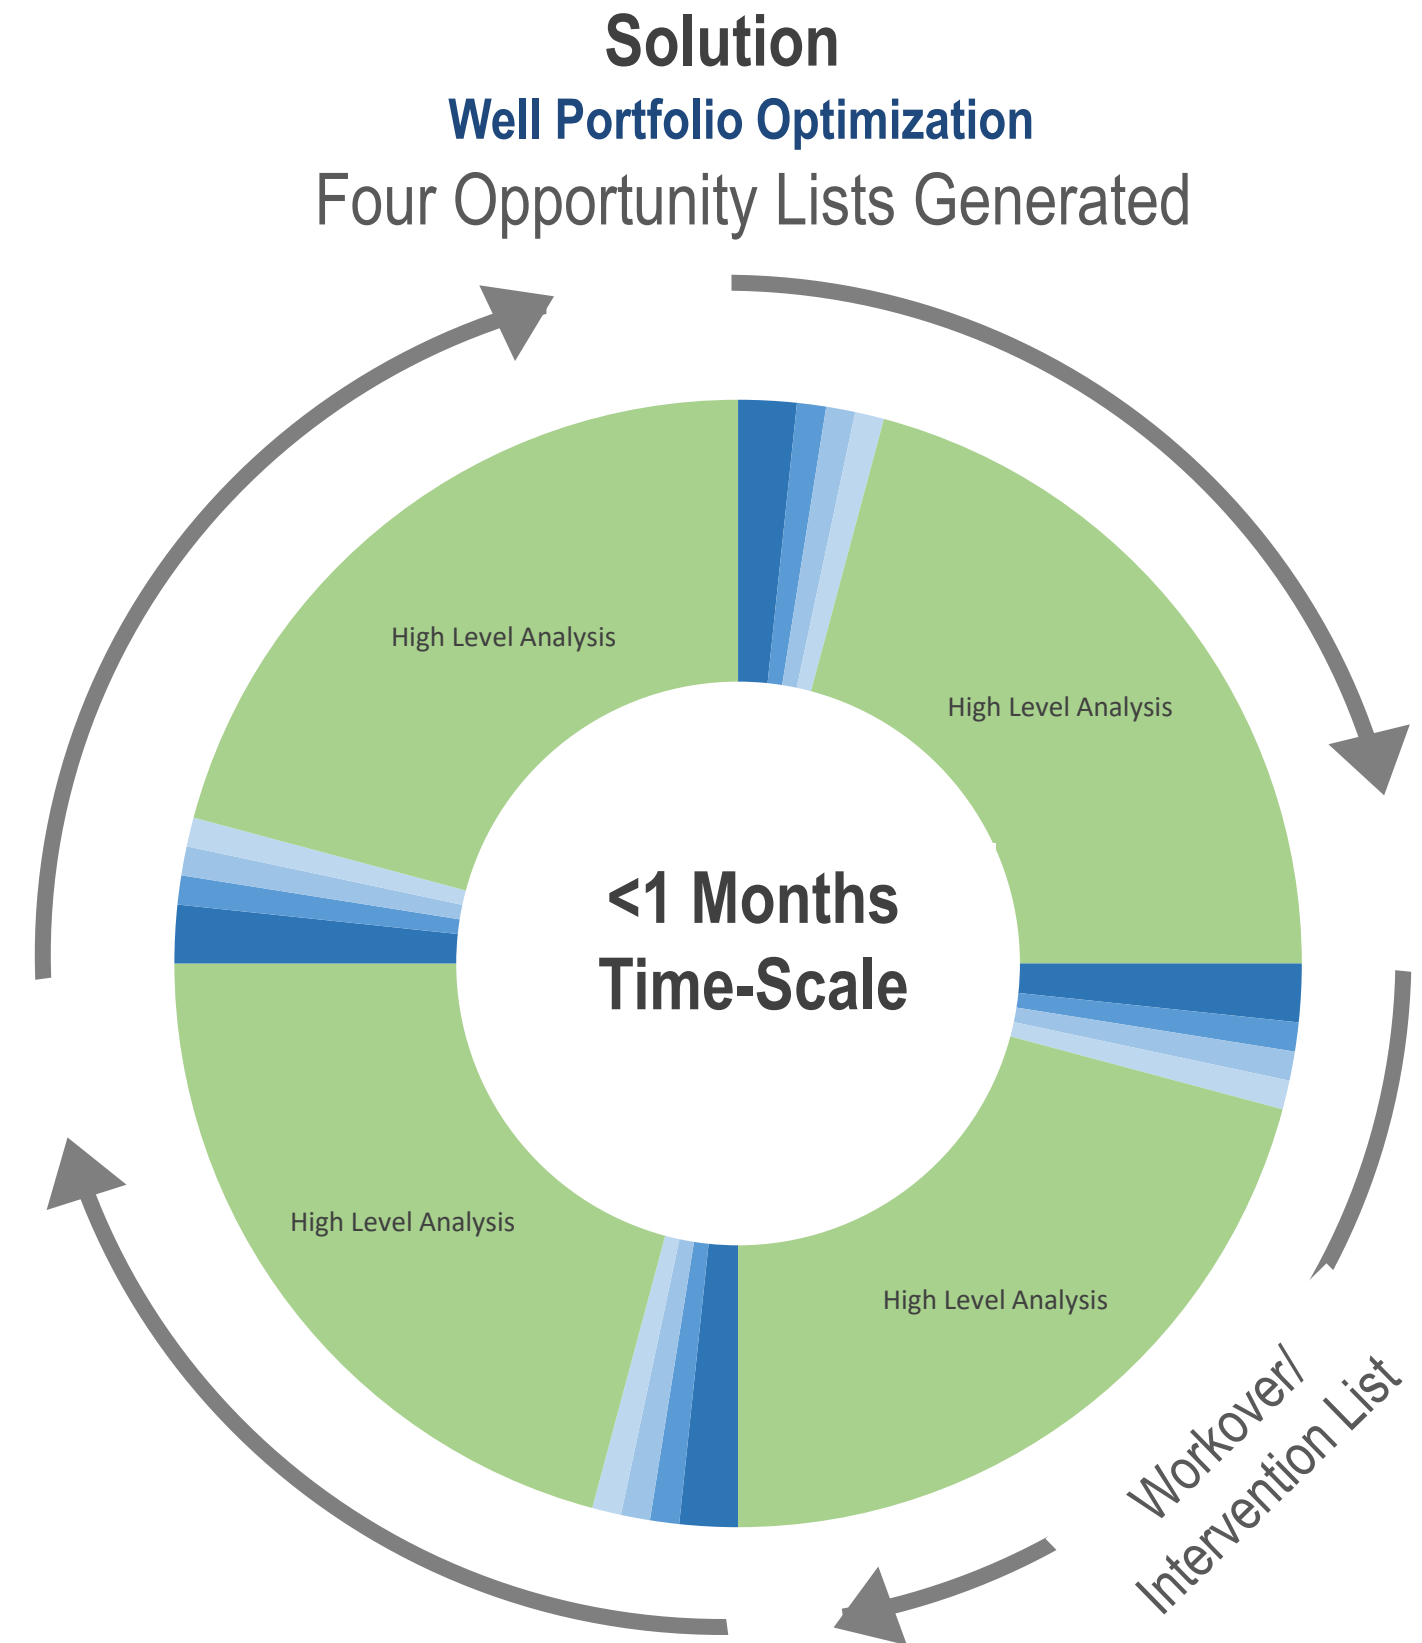 Solution
Well Portfolio Optimization
Four Opportunity Lists Generated
High Level Analysis
High Level Analysis
<1 Months
Time-Scale
High Level Analysis
High Level Analysis
Workover/
Intervention List